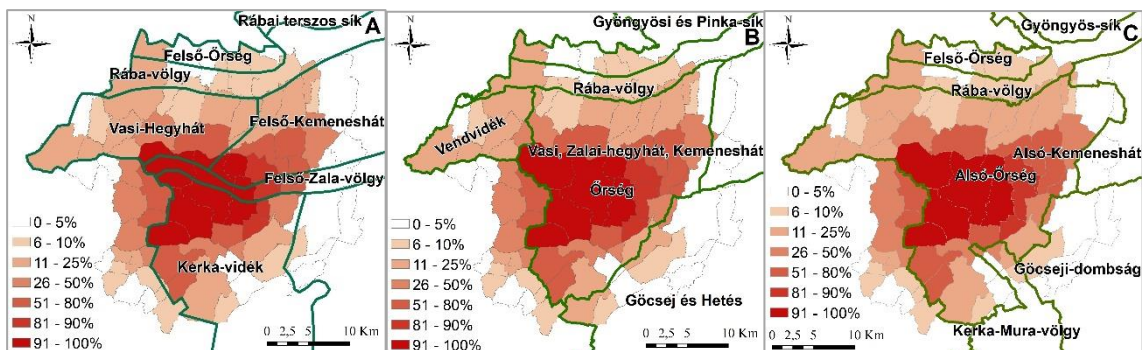 A
Rábai terszos sík
Felső-Őrség
Rába-völgy
Vasi-Hegyhát
Felső-Kemeneshát
Felső-Zala-völgy
Kerka-vidék
0 - 5%
6 - 10%
11 - 25%
26 - 50%
51 - 80%
81 - 90%
91 - 100%
0 2,5 5 10 Km
B
Gyöngyösi és Pinka-sík
Rába-völgy
Vendvidék
Vasi, Zalai-hegyhát, Kemeneshát
Őrség
Göcsej és Hetés
0 - 5%
6 - 10%
11 - 25%
26 - 50%
51 - 80%
81 - 90%
91 - 100%
0 2,5 5 10 Km
C
Gyöngyös-sík
Felső-Őrség
Rába-völgy
Alsó-Kemeneshát
Alsó-Őrség
Göcseji-dombság
Kerka-Mura-völgy
0 - 5%
6 - 10%
11 - 25%
26 - 50%
51 - 80%
81 - 90%
91 - 100%
0 2,5 5 10 Km